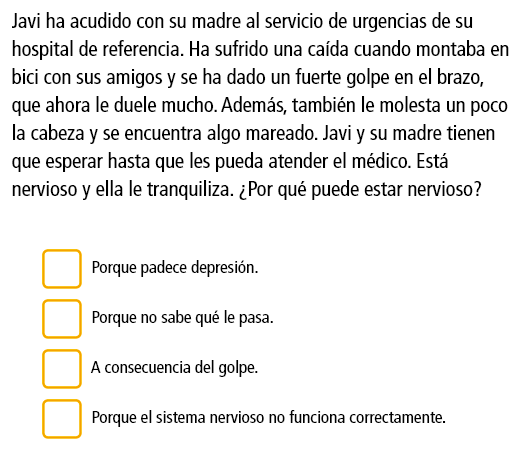 Javi ha acudido con su madre al servicio de urgencias de su
hospital de referencia. Ha sufrido una caída cuando montaba en
bici con sus amigos y se ha dado un fuerte golpe en el brazo,
que ahora le duele mucho. Además, también le molesta un poco
la cabeza y se encuentra algo mareado. Javi y su madre tienen
que esperar hasta que les pueda atender el médico. Está
nervioso y ella le tranquiliza. ¿Por qué puede estar nervioso?
Porque padece depresión.
Porque no sabe qué le pasa.
A consecuencia del golpe.
Porque el sistema nervioso no funciona correctamente.